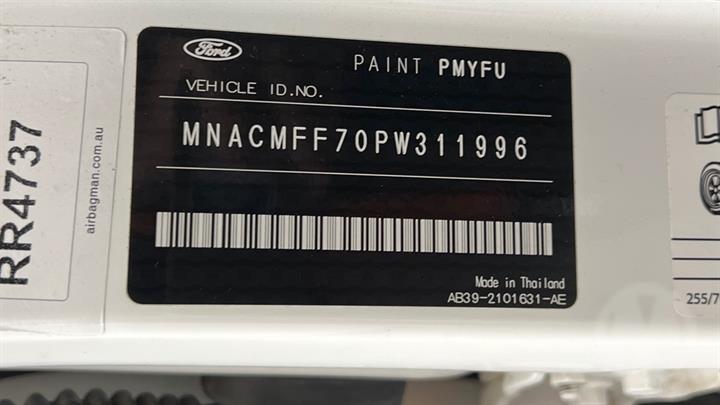 Ford
PAINT PMYFU
VEHICLE ID.NO.
MNACMFF70PW311996
Made in Thailand
AB39-2101631-AE
RR4737
airbagman.com.au
255/7